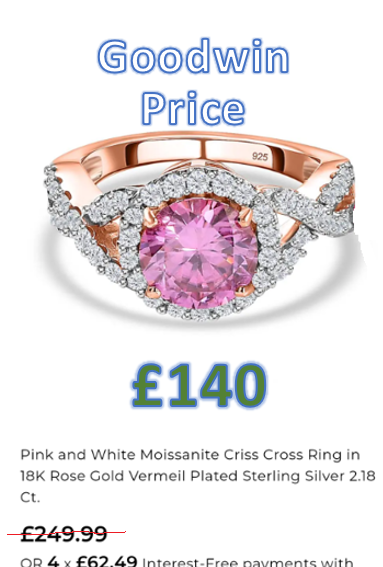 Goodwin
Price
925
£140
Pink and White Moissanite Criss Cross Ring in
18K Rose Gold Vermeil Plated Sterling Silver 2.18
Ct.
£249.99
OR 4 x £62.49 Interest-Free payments with